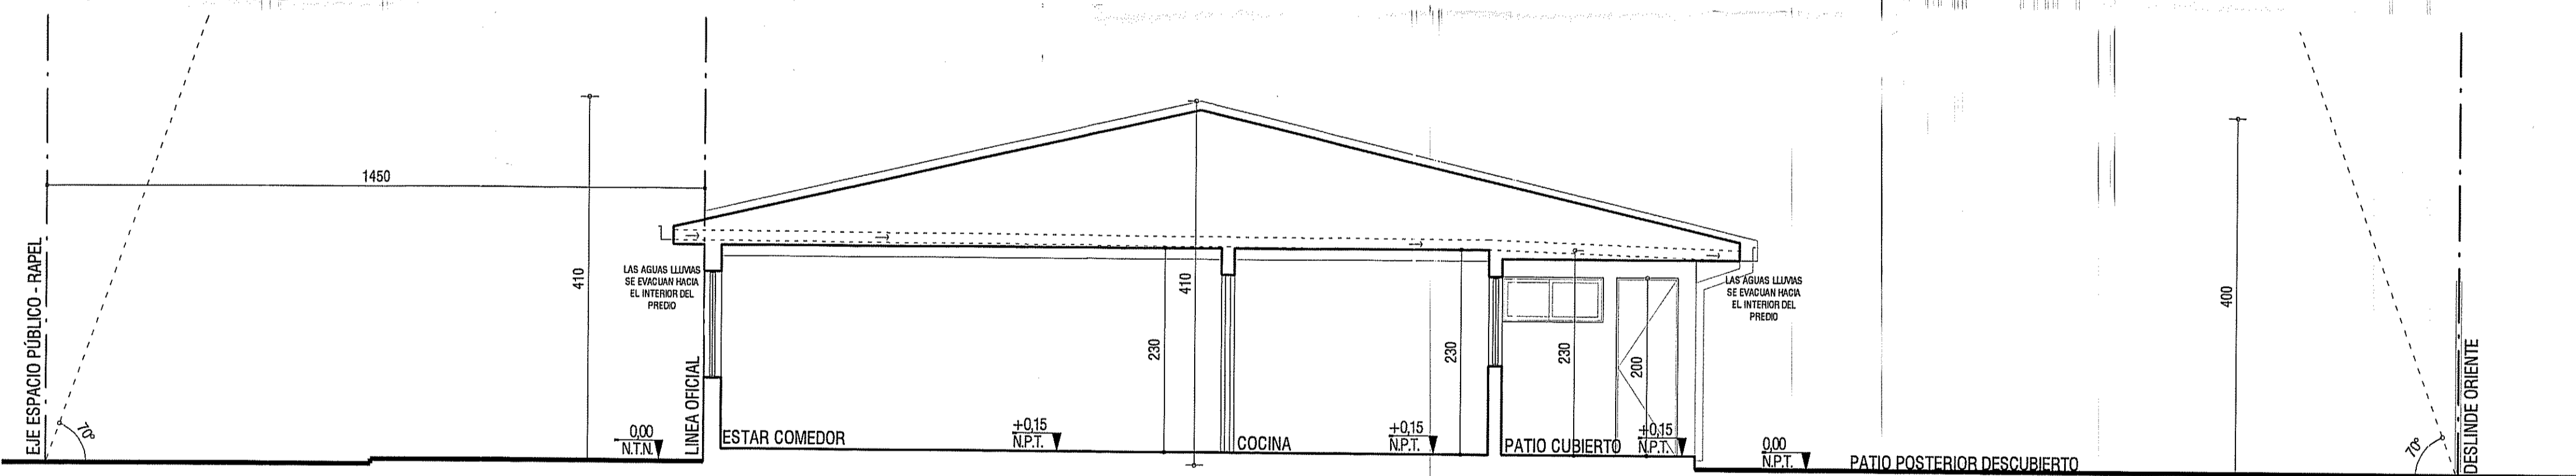 EJE ESPACIO PÚBLICO - RAPEL
70°
1450
410
0,00
N.T.N.
LAS AGUAS LLUVIAS
SE EVACUAN HACIA
EL INTERIOR DEL
PREDIO
LINEA OFICIAL
ESTAR COMEDOR
+0,15
N.P.T.
230
410
COCINA
+0,15
N.P.T.
230
PATIO CUBIERTO
230
200
+0,15
N.P.T.
LAS AGUAS LLUVIAS
SE EVACUAN HACIA
EL INTERIOR DEL
PREDIO
0,00
N.P.T.
PATIO POSTERIOR DESCUBIERTO
400
70°
DESLINDE ORIENTE